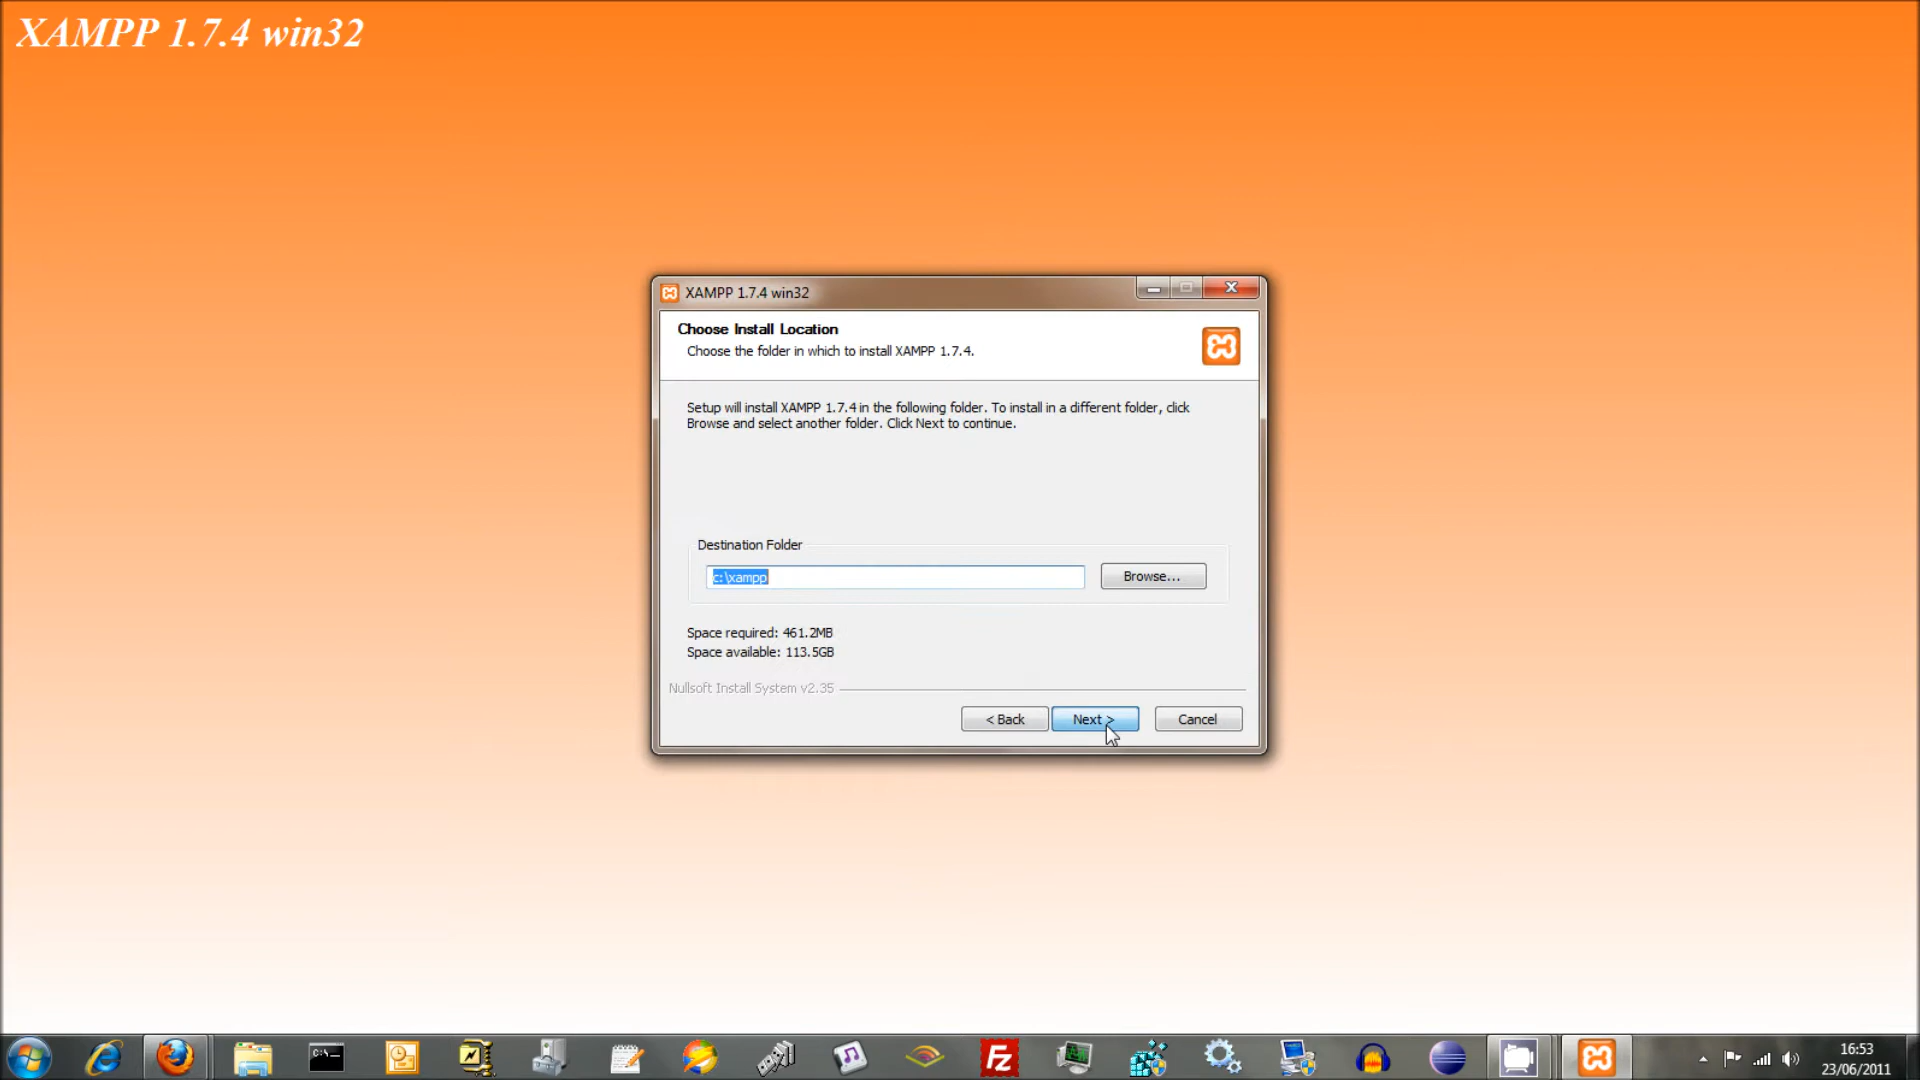 XAMPP 1.7.4 win32
XAMPP 1.7.4 win32
Choose Install Location
Choose the folder in which to install XAMPP 1.7.4.
Setup will install XAMPP 1.7.4 in the following folder. To install in a different folder, click
Browse and select another folder. Click Next to continue.
Destination Folder
c:\xampp
Browse...
Space required: 461.2MB
Space available: 113.5GB
Nullsoft Install System v2.35
< Back
Next >
Cancel
C:\_
FZ
16:53
23/06/2011